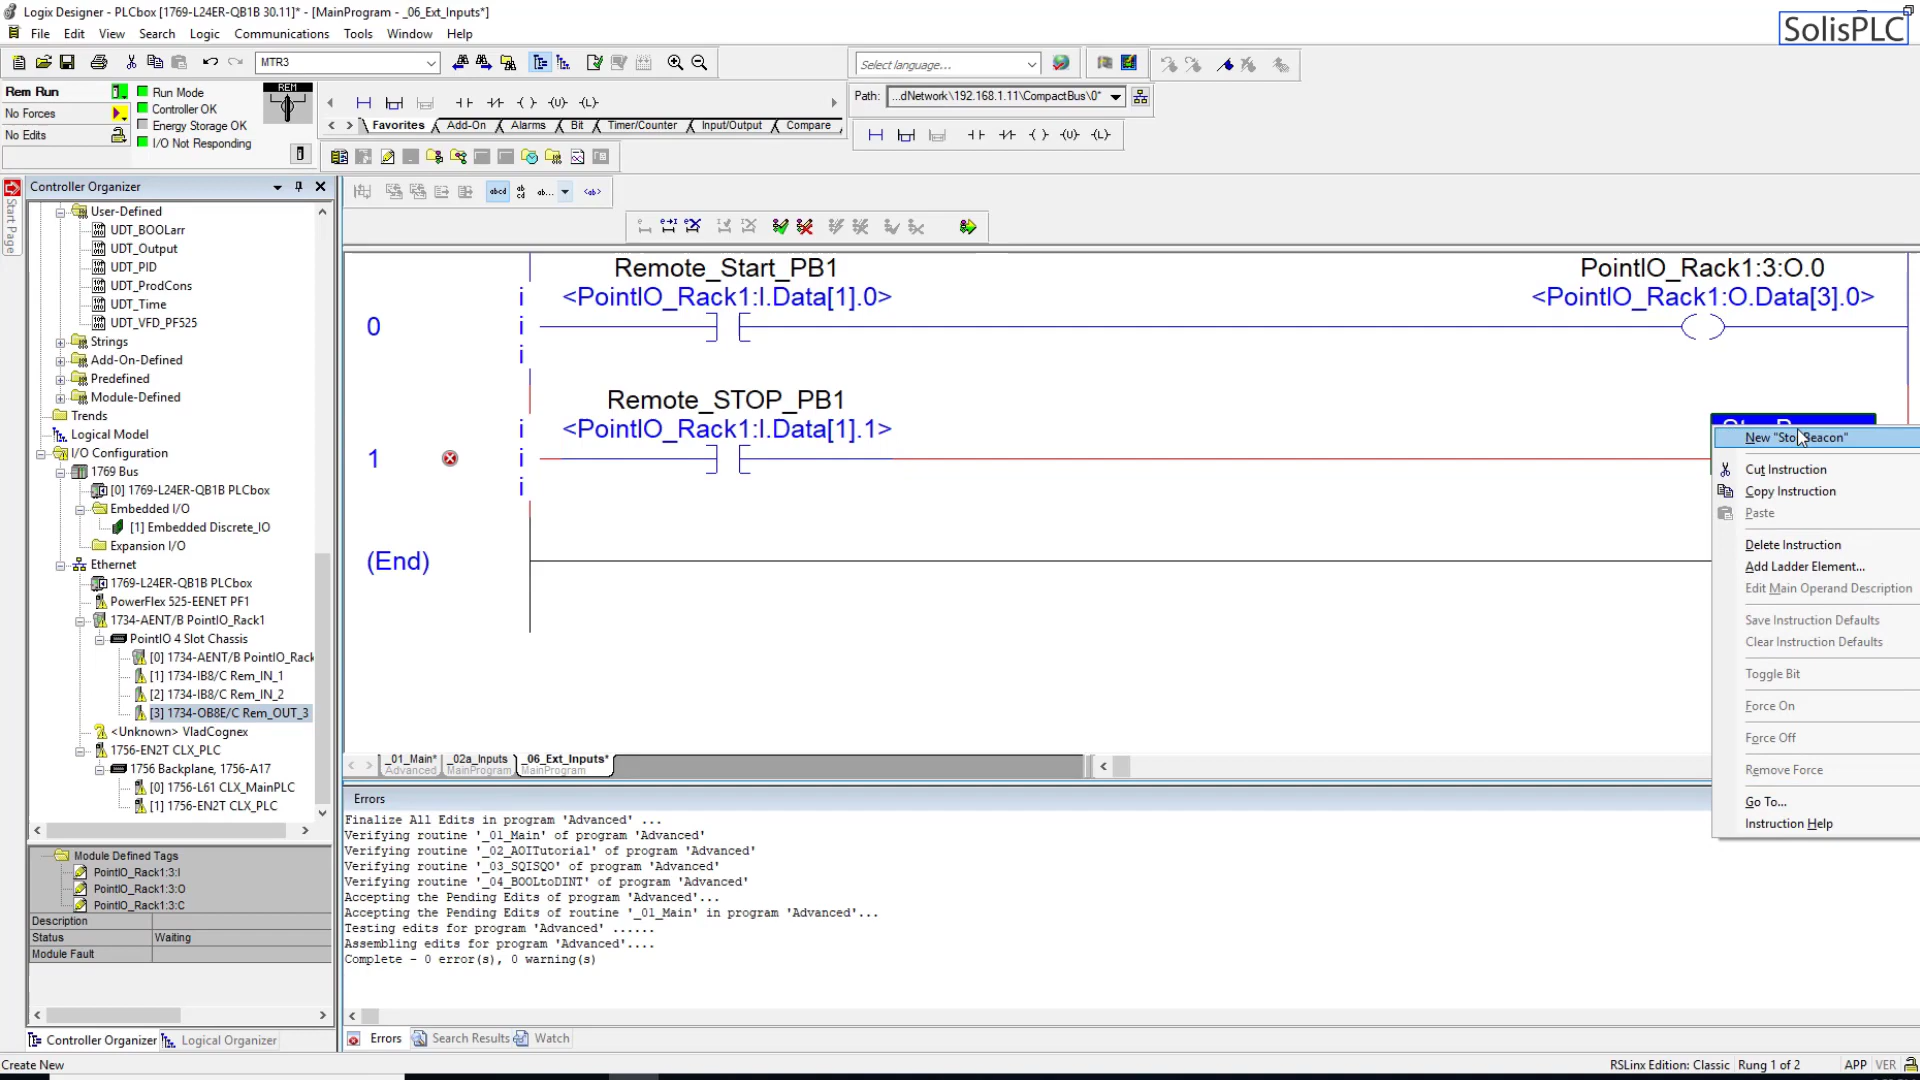 Logix Designer - PLCbox [1769-L24ER-QB1B 30.11]* - [MainProgram - _06_Ext_Inputs*]
SolisPLC
File Edit View Search Logic Communications Tools Window Help
MTR3
Select language...
Rem Run
No Forces
No Edits
Run Mode
Controller OK
Energy Storage OK
I/O Not Responding
REM
Path: ...dNetwork\192.168.1.11\CompactBus\0*
Favorites Add-On Alarms Bit Timer/Counter Input/Output Compare
Start Page
Controller Organizer
User-Defined
UDT_BOOLarr
UDT_Output
UDT_PID
UDT_ProdCons
UDT_Time
UDT_VFD_PF525
Strings
Add-On-Defined
Predefined
Module-Defined
Trends
Logical Model
I/O Configuration
1769 Bus
[0] 1769-L24ER-QB1B PLCbox
Embedded I/O
[1] Embedded Discrete_IO
Expansion I/O
Ethernet
1769-L24ER-QB1B PLCbox
PowerFlex 525-EENET PF1
1734-AENT/B PointIO_Rack1
PointIO 4 Slot Chassis
[0] 1734-AENT/B PointIO_Rack
[1] 1734-IB8/C Rem_IN_1
[2] 1734-IB8/C Rem_IN_2
[3] 1734-OB8E/C Rem_OUT_3
<Unknown> VladCognex
1756-EN2T CLX_PLC
1756 Backplane, 1756-A17
[0] 1756-L61 CLX_MainPLC
[1] 1756-EN2T CLX_PLC
Module Defined Tags
PointIO_Rack1:3:I
PointIO_Rack1:3:O
PointIO_Rack1:3:C
Description
Status Waiting
Module Fault
Controller Organizer Logical Organizer
Create New
abcd
ab
cd
ab...
<ab>
Remote_Start_PB1
<PointIO_Rack1:I.Data[1].0>
PointIO_Rack1:3:O.0
<PointIO_Rack1:O.Data[3].0>
0
i
i
i
Remote_STOP_PB1
<PointIO_Rack1:I.Data[1].1>
1
i
i
i
(End)
New "Sto Beacon"
Cut Instruction
Copy Instruction
Paste
Delete Instruction
Add Ladder Element...
Edit Main Operand Description
Save Instruction Defaults
Clear Instruction Defaults
Toggle Bit
Force On
Force Off
Remove Force
Go To...
Instruction Help
_01_Main* _02a_Inputs _06_Ext_Inputs*
Advanced MainProgram MainProgram
Errors
Finalize All Edits in program 'Advanced' ...
Verifying routine '_01_Main' of program 'Advanced'
Verifying routine '_02_AOITutorial' of program 'Advanced'
Verifying routine '_03_SQISQO' of program 'Advanced'
Verifying routine '_04_BOOLtoDINT' of program 'Advanced'
Accepting the Pending Edits of program 'Advanced'...
Accepting the Pending Edits of routine '_01_Main' in program 'Advanced'...
Testing edits for program 'Advanced' ......
Assembling edits for program 'Advanced'....
Complete - 0 error(s), 0 warning(s)
Errors Search Results Watch
RSLinx Edition: Classic Rung 1 of 2 APP VER